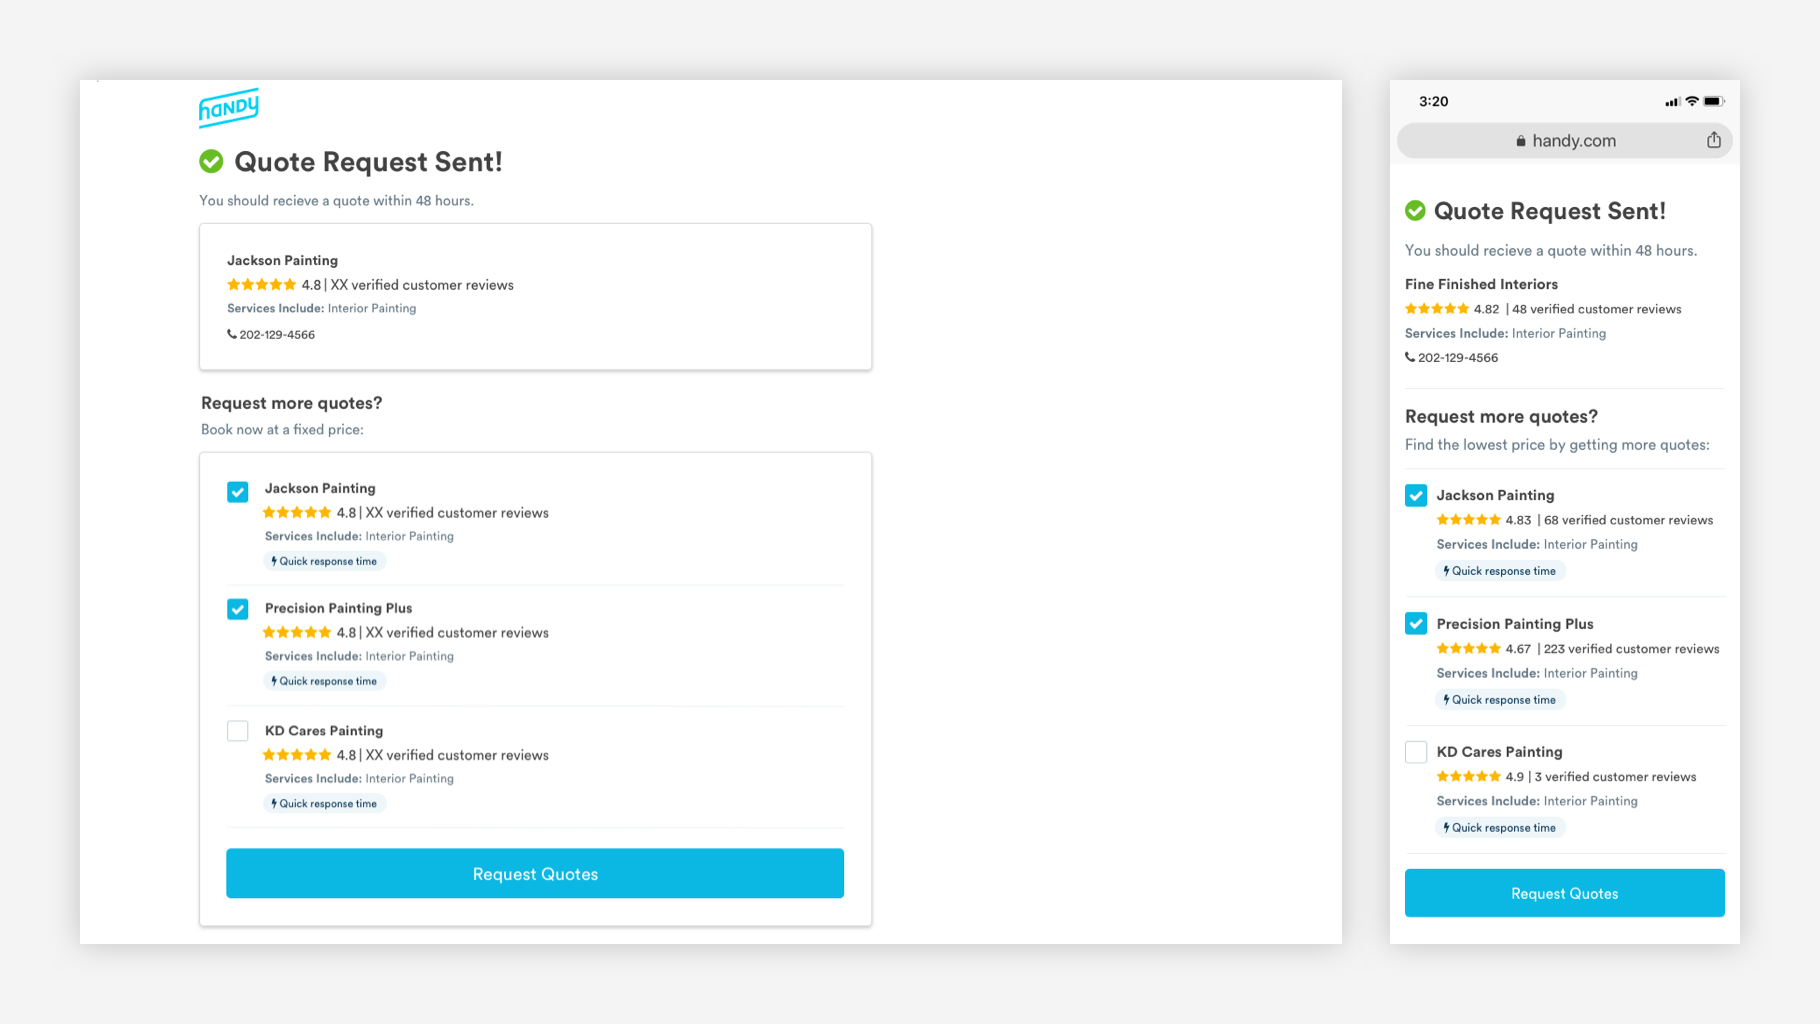 HANDY
Quote Request Sent!
You should recieve a quote within 48 hours.
Jackson Painting
4.8 | XX verified customer reviews
Services Include: Interior Painting
202-129-4566
Request more quotes?
Book now at a fixed price:
Jackson Painting
4.8 | XX verified customer reviews
Services Include: Interior Painting
Quick response time
Precision Painting Plus
4.8 | XX verified customer reviews
Services Include: Interior Painting
Quick response time
KD Cares Painting
4.8 | XX verified customer reviews
Services Include: Interior Painting
Quick response time
Request Quotes
3:20
handy.com
Quote Request Sent!
You should recieve a quote within 48 hours.
Fine Finished Interiors
4.82 | 48 verified customer reviews
Services Include: Interior Painting
202-129-4566
Request more quotes?
Find the lowest price by getting more quotes:
Jackson Painting
4.83 | 68 verified customer reviews
Services Include: Interior Painting
Quick response time
Precision Painting Plus
4.67 | 223 verified customer reviews
Services Include: Interior Painting
Quick response time
KD Cares Painting
4.9 | 3 verified customer reviews
Services Include: Interior Painting
Quick response time
Request Quotes